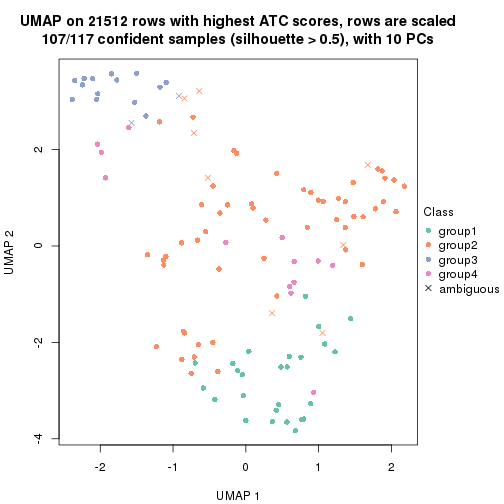 UMAP on 21512 rows with highest ATC scores, rows are scaled
107/117 confident samples (silhouette > 0.5), with 10 PCs
2
0
-2
-4
UMAP 2
-2
-1
0
1
2
UMAP 1
Class
group1
group2
group3
group4
ambiguous